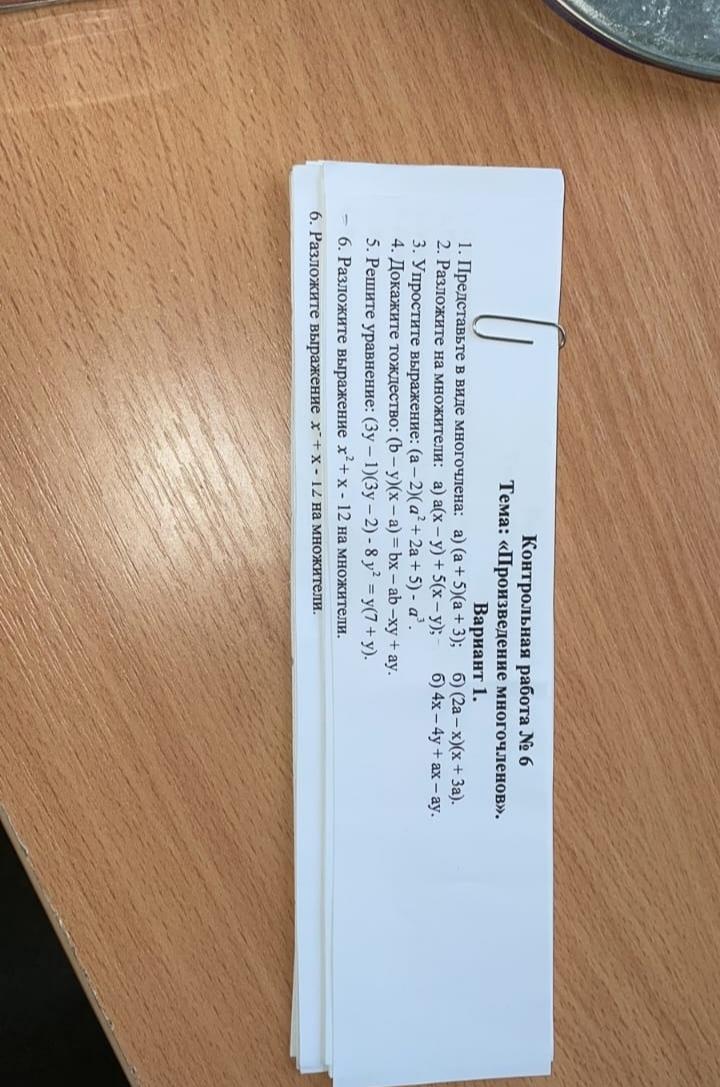 Контрольная работа № 6
Тема: «Произведение многочленов».
Вариант 1.
1. Представьте в виде многочлена: а) (a + 5)(a + 3); б) (2a – x)(x + 3a).
2. Разложите на множители: а) a(x – y) + 5(x – y); б) 4x – 4y + ax – ay.
3. Упростите выражение: (a – 2)(a² + 2a + 5) - a³.
4. Докажите тождество: (b – y)(x – a) = bx – ab –xy + ay.
5. Решите уравнение: (3y – 1)(3y – 2) - 8 y² = y(7 + y).
6. Разложите выражение x² + x - 12 на множители.
6. Разложите выражение x² + x - 12 на множители.